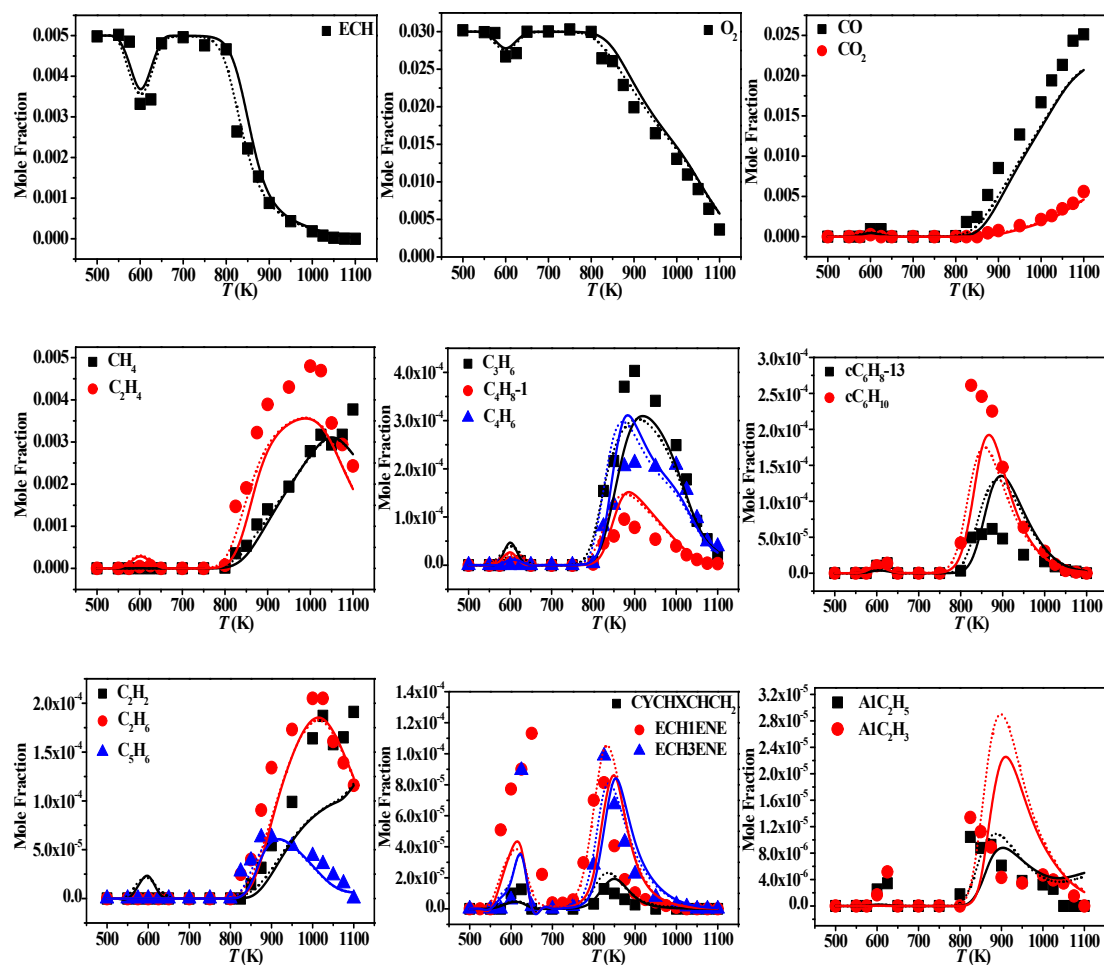 ECH
Mole Fraction
0.005
0.004
0.003
0.002
0.001
0.000
500 600 700 800 900 1000 1100
T (K)
O2
Mole Fraction
0.030
0.025
0.020
0.015
0.010
0.005
0.000
500 600 700 800 900 1000 1100
T (K)
CO
CO2
Mole Fraction
0.025
0.020
0.015
0.010
0.005
0.000
500 600 700 800 900 1000 1100
T (K)
CH4
C2H4
Mole Fraction
0.005
0.004
0.003
0.002
0.001
0.000
500 600 700 800 900 1000 1100
T (K)
C3H6
C4H8-1
C4H6
Mole Fraction
4.0x10-4
3.0x10-4
2.0x10-4
1.0x10-4
0.0
500 600 700 800 900 1000 1100
T (K)
cC6H8-13
cC6H10
Mole Fraction
3.0x10-4
2.5x10-4
2.0x10-4
1.5x10-4
1.0x10-4
5.0x10-5
0.0
500 600 700 800 900 1000 1100
T (K)
C2H2
C2H6
C5H6
Mole Fraction
2.0x10-4
1.5x10-4
1.0x10-4
5.0x10-5
0.0
500 600 700 800 900 1000 1100
T (K)
CYCHXCHCH2
ECH1ENE
ECH3ENE
Mole Fraction
1.4x10-4
1.2x10-4
1.0x10-4
8.0x10-5
6.0x10-5
4.0x10-5
2.0x10-5
0.0
500 600 700 800 900 1000 1100
T (K)
A1C2H5
A1C2H3
Mole Fraction
3.2x10-5
2.8x10-5
2.4x10-5
2.0x10-5
1.6x10-5
1.2x10-5
8.0x10-6
4.0x10-6
0.0
500 600 700 800 900 1000 1100
T (K)